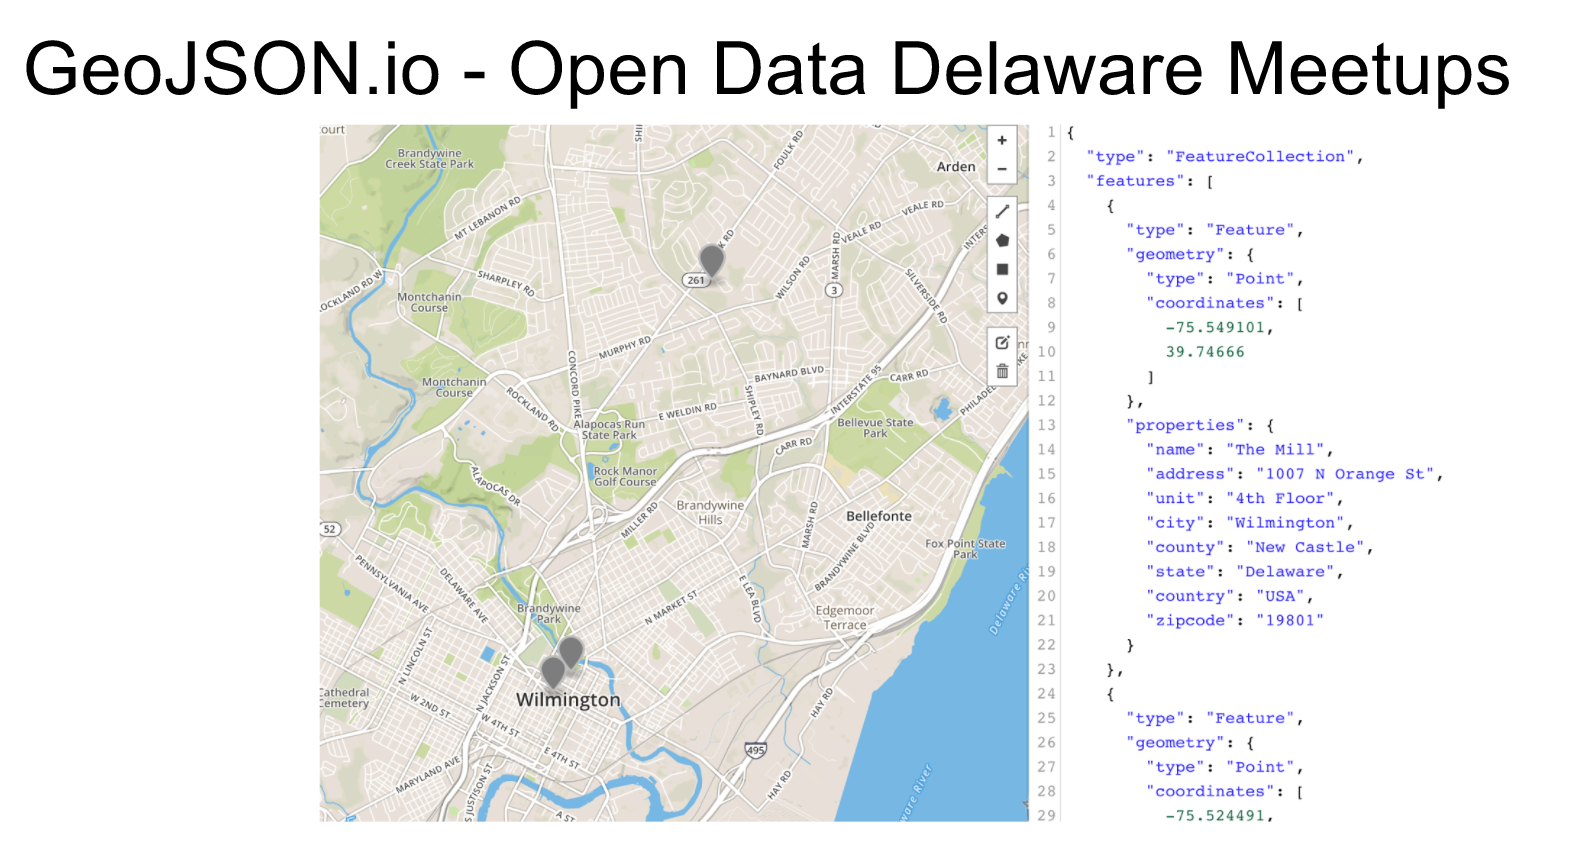 GeoJSON.io - Open Data Delaware Meetups
court
Brandywine
Creek State Park
FOULK RD
Arden
MT LEBANON RD
VEALE RD
VEALE RD
MARSH RD
K RD
SHARPLEY RD
261
WILSON RD
3
SILVERSIDE RD
INTERS
OCKLAND RD W
Montchanin
Course
MURPHY RD
CONCORD PIKE
BAYNARD BLVD
CARR RD
INTERSTATE 95
PHILADE
IKE
Montchanin
Course
ROCKLAND RD
SHIPLEY RD
E WELDIN RD
Alapocas Run
State Park
Bellevue State
Park
CARR RD
Rock Manor
Golf Course
ALAPOCAS DR
Brandywine
Hills
MILLER RD
MARSH RD
Bellefonte
52
Fox Point State
Park
BRANDYWINE BLVD
PENNSYLVANIA AVE
DELAWARE AVE
E LEA BLVD
Brandywine
Park
N MARKET ST
Edgemoor
Terrace
Delaware Ri
N LINCOLN ST
N JACKSON ST
Cathedral
Cemetery
Wilmington
W 2ND ST
W 4TH ST
HAY RD
E 4TH ST
495
MARYLAND AVE
S JUSTISON ST
HAY RD
A ST
ware River
+
−
1 {
2 "type": "FeatureCollection",
3 "features": [
4 {
5 "type": "Feature",
6 "geometry": {
7 "type": "Point",
8 "coordinates": [
9 -75.549101,
10 39.74666
11 ]
12 },
13 "properties": {
14 "name": "The Mill",
15 "address": "1007 N Orange St",
16 "unit": "4th Floor",
17 "city": "Wilmington",
18 "county": "New Castle",
19 "state": "Delaware",
20 "country": "USA",
21 "zipcode": "19801"
22 }
23 },
24 {
25 "type": "Feature",
26 "geometry": {
27 "type": "Point",
28 "coordinates": [
29 -75.524491,